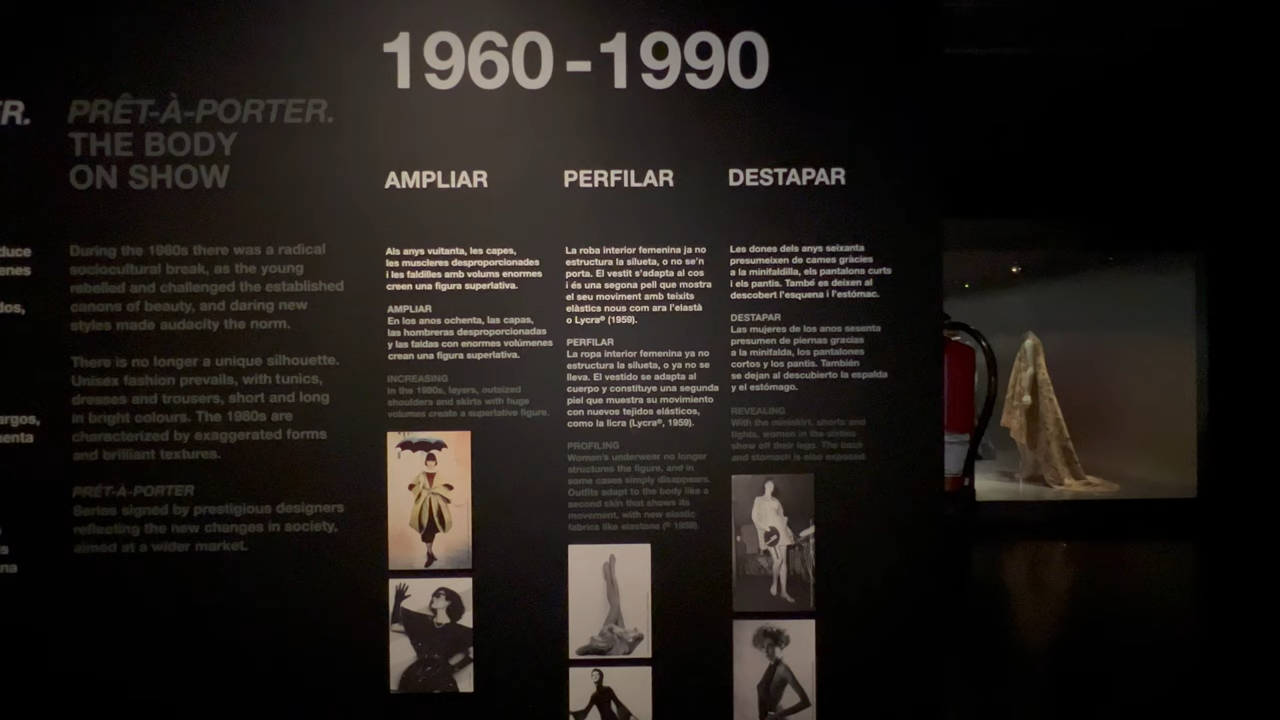 1960-1990
R.
duce
enes
dos,
argos,
enta
s
na
PRÊT-À-PORTER.
THE BODY
ON SHOW
During the 1960s there was a radical
sociocultural break, as the young
rebelled and challenged the established
canons of beauty, and daring new
styles made audacity the norm.
There is no longer a unique silhouette.
Unisex fashion prevails, with tunics,
dresses and trousers, short and long
in bright colours. The 1980s are
characterized by exaggerated forms
and brilliant textures.
PRÊT-À-PORTER
Series signed by prestigious designers
reflecting the new changes in society,
aimed at a wider market.
AMPLIAR
Als anys vuitanta, les capes,
les muscleres desproporcionades
i les faldilles amb volums enormes
creen una figura superlativa.
AMPLIAR
En los anos ochenta, las capas,
las hombreras desproporcionadas
y las faldas con enormes volúmenes
crean una figura superlativa.
INCREASING
In the 1980s, layers, outsized
shoulders and skirts with huge
volumes create a superlative figure.
PERFILAR
La roba interior femenina ja no
estructura la silueta, o no se'n
porta. El vestit s'adapta al cos
i és una segona pell que mostra
el seu moviment amb teixits
elàstics nous com ara l'elastà
o Lycra® (1959).
PERFILAR
La ropa interior femenina ya no
estructura la silueta, o ya no se
lleva. El vestido se adapta al
cuerpo y constituye una segunda
piel que muestra su movimiento
con nuevos tejidos elásticos,
como la licra (Lycra®, 1959).
PROFILING
Women's underwear no longer
structures the figure, and in
some cases simply disappears.
Outfits adapt to the body like a
second skin that shows its
movement, with new elastic
fabrics like elastane (® 1959).
DESTAPAR
Les dones dels anys seixanta
presumeixen de cames gràcies
a la minifaldilla, els pantalons curts
i els pantis. També es deixen al
descobert l'esquena i l'estómac.
DESTAPAR
Las mujeres de los anos sesenta
presumen de piernas gracias
a la minifalda, los pantalones
cortos y los pantis. También
se dejan al descubierto la espalda
y el estómago.
REVEALING
With the miniskirt, shorts and
tights, women in the sixties
show off their legs. The back
and stomach is also exposed.